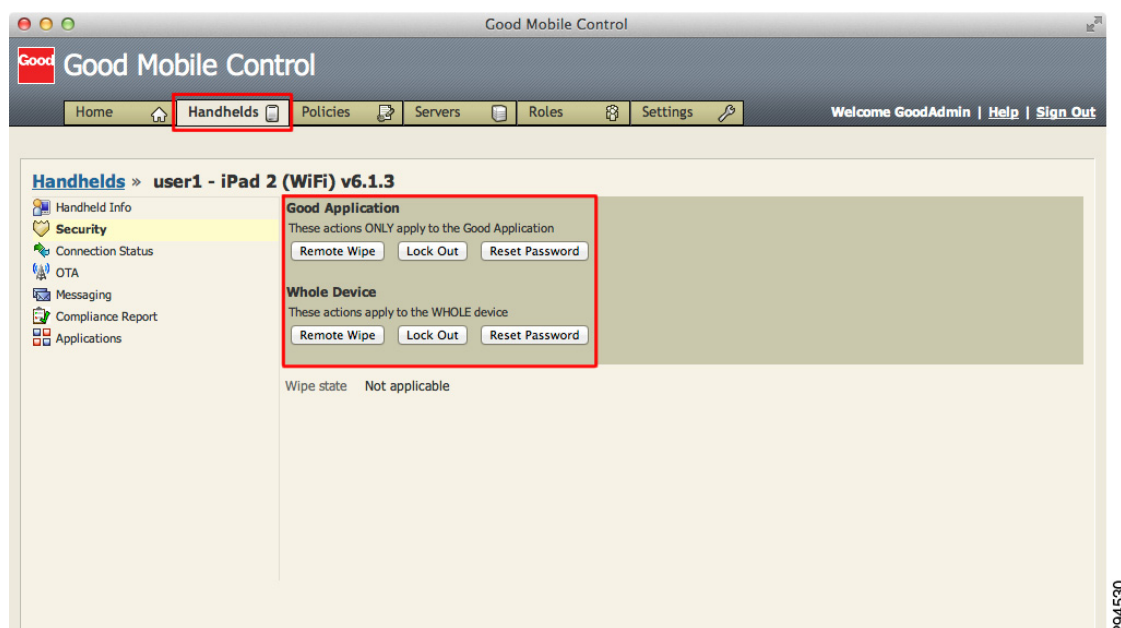 Good Mobile Control
Good Good Mobile Control
Home Handhelds Policies Servers Roles Settings Welcome GoodAdmin | Help | Sign Out
Handhelds » user1 - iPad 2 (WiFi) v6.1.3
Handheld Info
Security
Connection Status
OTA
Messaging
Compliance Report
Applications
Good Application
These actions ONLY apply to the Good Application
Remote Wipe Lock Out Reset Password
Whole Device
These actions apply to the WHOLE device
Remote Wipe Lock Out Reset Password
Wipe state Not applicable
294530